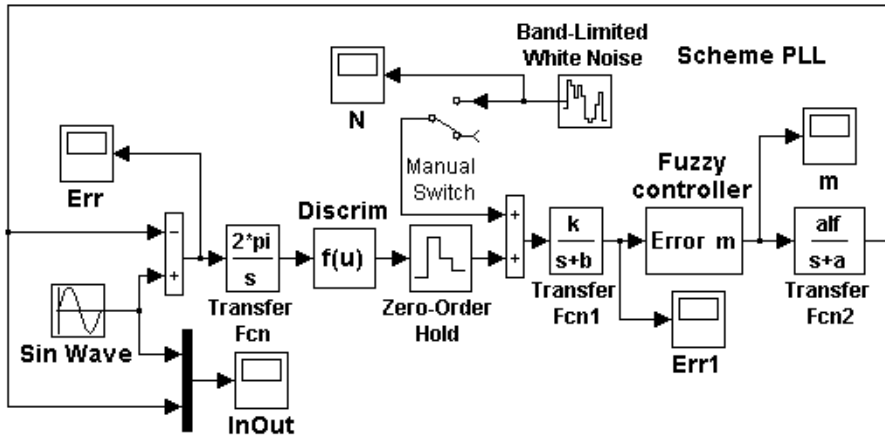 Band-Limited
White Noise
Scheme PLL
N
Manual
Switch
Err
Fuzzy
controller
m
Discrim
−
+
2*pi
s
f(u)
+
+
k
s+b
Error m
alf
s+a
Transfer
Fcn
Zero-Order
Hold
Transfer
Fcn1
Transfer
Fcn2
Sin Wave
Err1
InOut